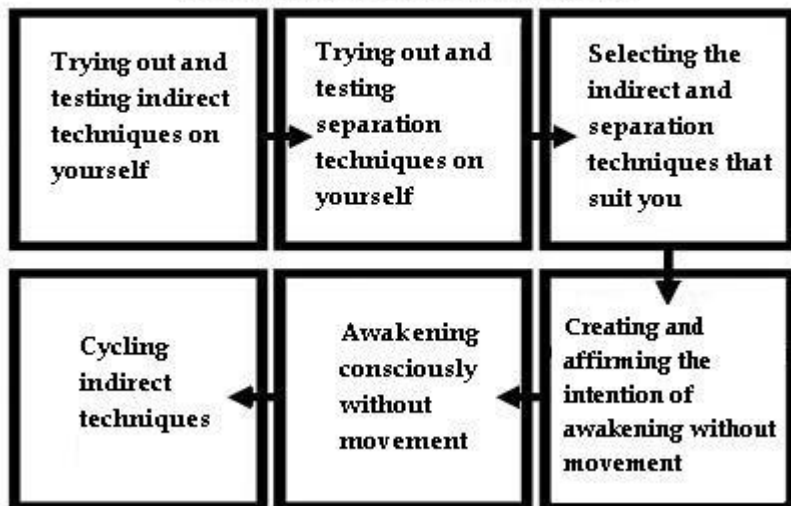 Trying out and
testing indirect
techniques on
yourself
Trying out and
testing
separation
techniques on
yourself
Selecting the
indirect and
separation
techniques that
suit you
Creating and
affirming the
intention of
awakening without
movement
Awakening
consciously
without
movement
Cycling
indirect
techniques